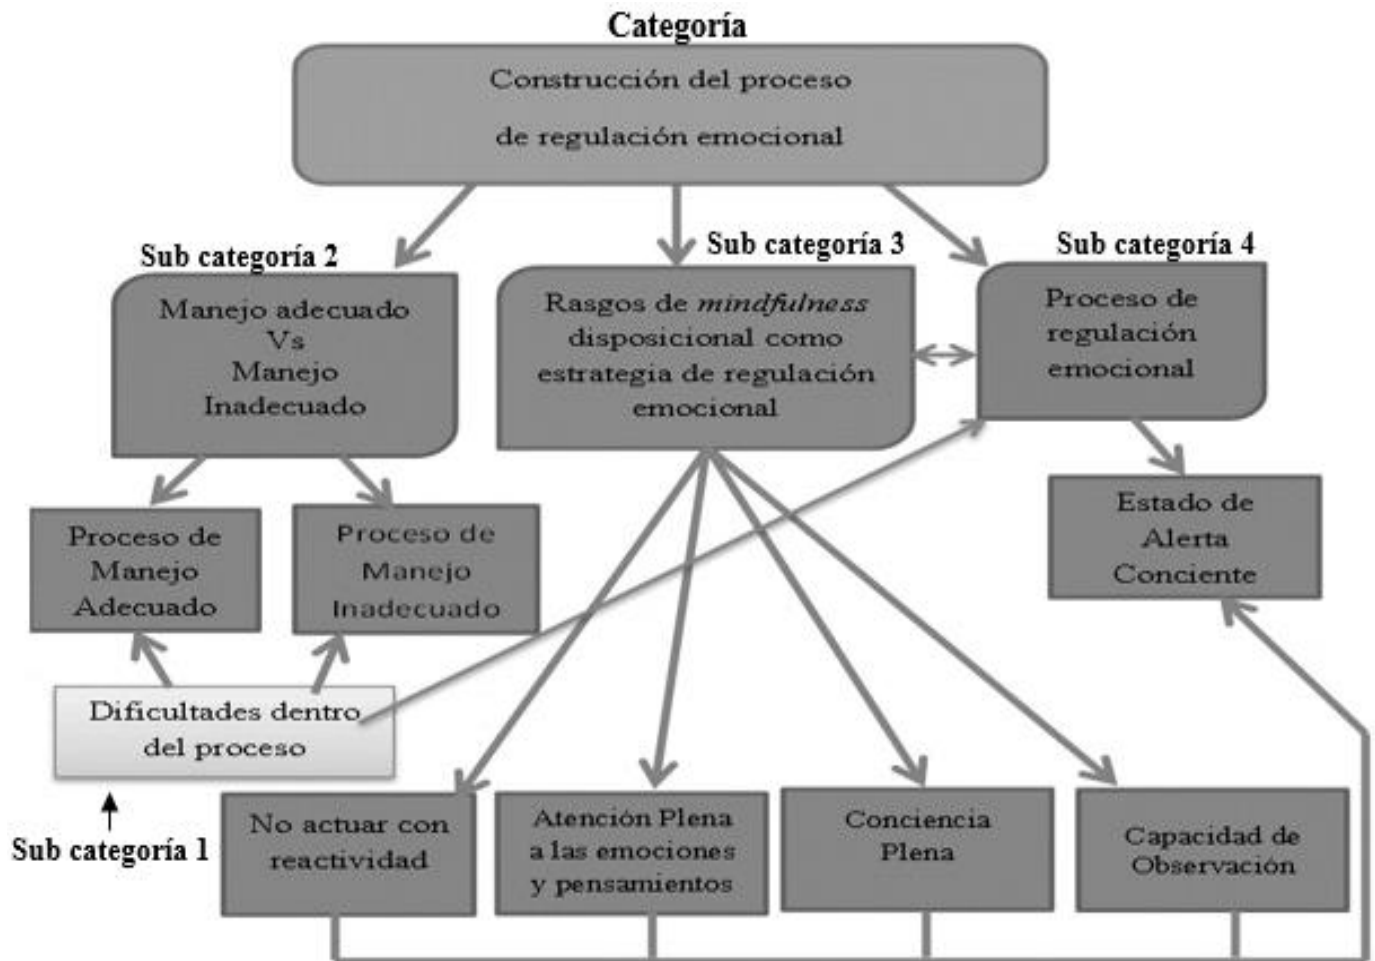 Categoría
Construcción del proceso
de regulación emocional
Sub categoría 2
Manejo adecuado
Vs
Manejo
Inadecuado
Sub categoría 3
Rasgos de mindfulness
disposicional como
estrategia de regulación
emocional
Sub categoría 4
Proceso de
regulación
emocional
Proceso de
Manejo
Adecuado
Proceso de
Manejo
Inadecuado
Estado de
Alerta
Conciente
Dificultades dentro
del proceso
Sub categoría 1
No actuar con
reactividad
Atención Plena
a las emociones
y pensamientos
Conciencia
Plena
Capacidad de
Observación